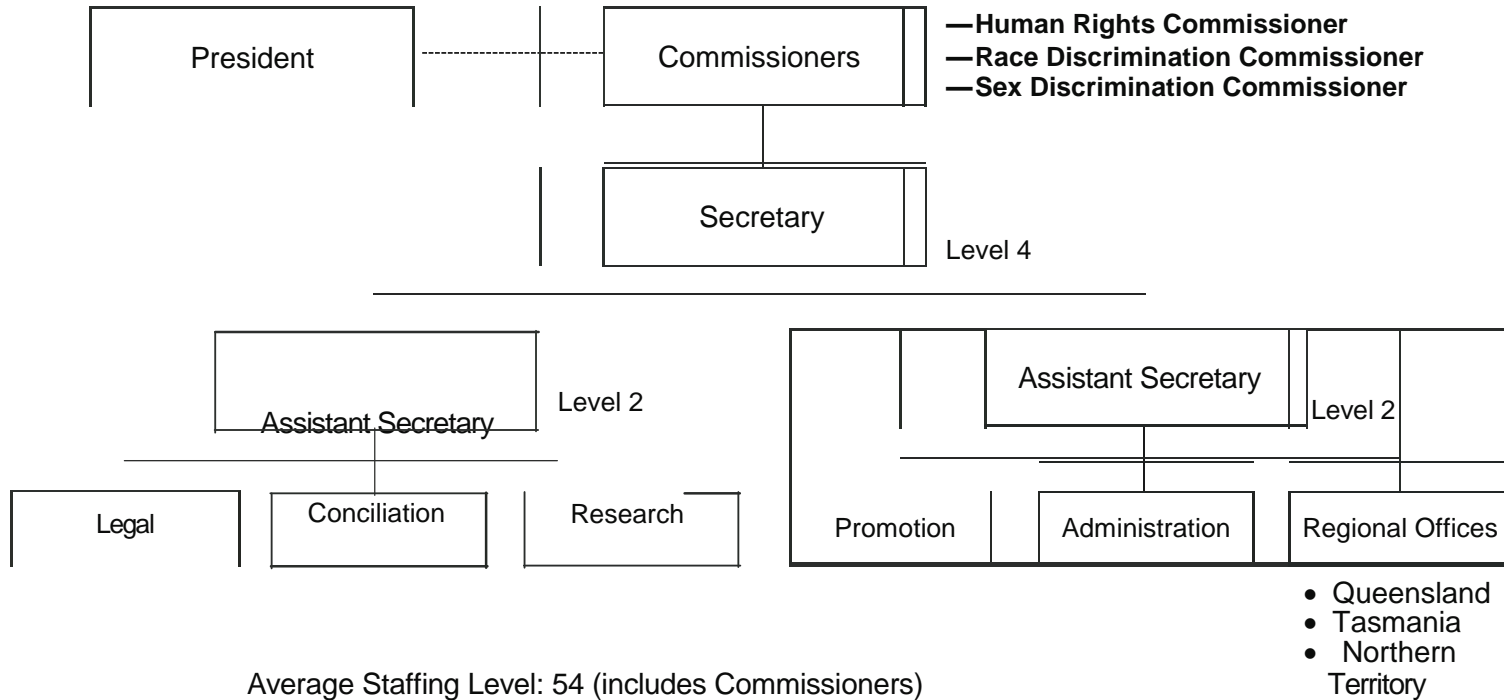 President
Commissioners
—Human Rights Commissioner
—Race Discrimination Commissioner
—Sex Discrimination Commissioner
Secretary
Level 4
Assistant Secretary
Level 2
Assistant Secretary
Level 2
Legal
Conciliation
Research
Promotion
Administration
Regional Offices
• Queensland
• Tasmania
• Northern
Territory
Average Staffing Level: 54 (includes Commissioners)